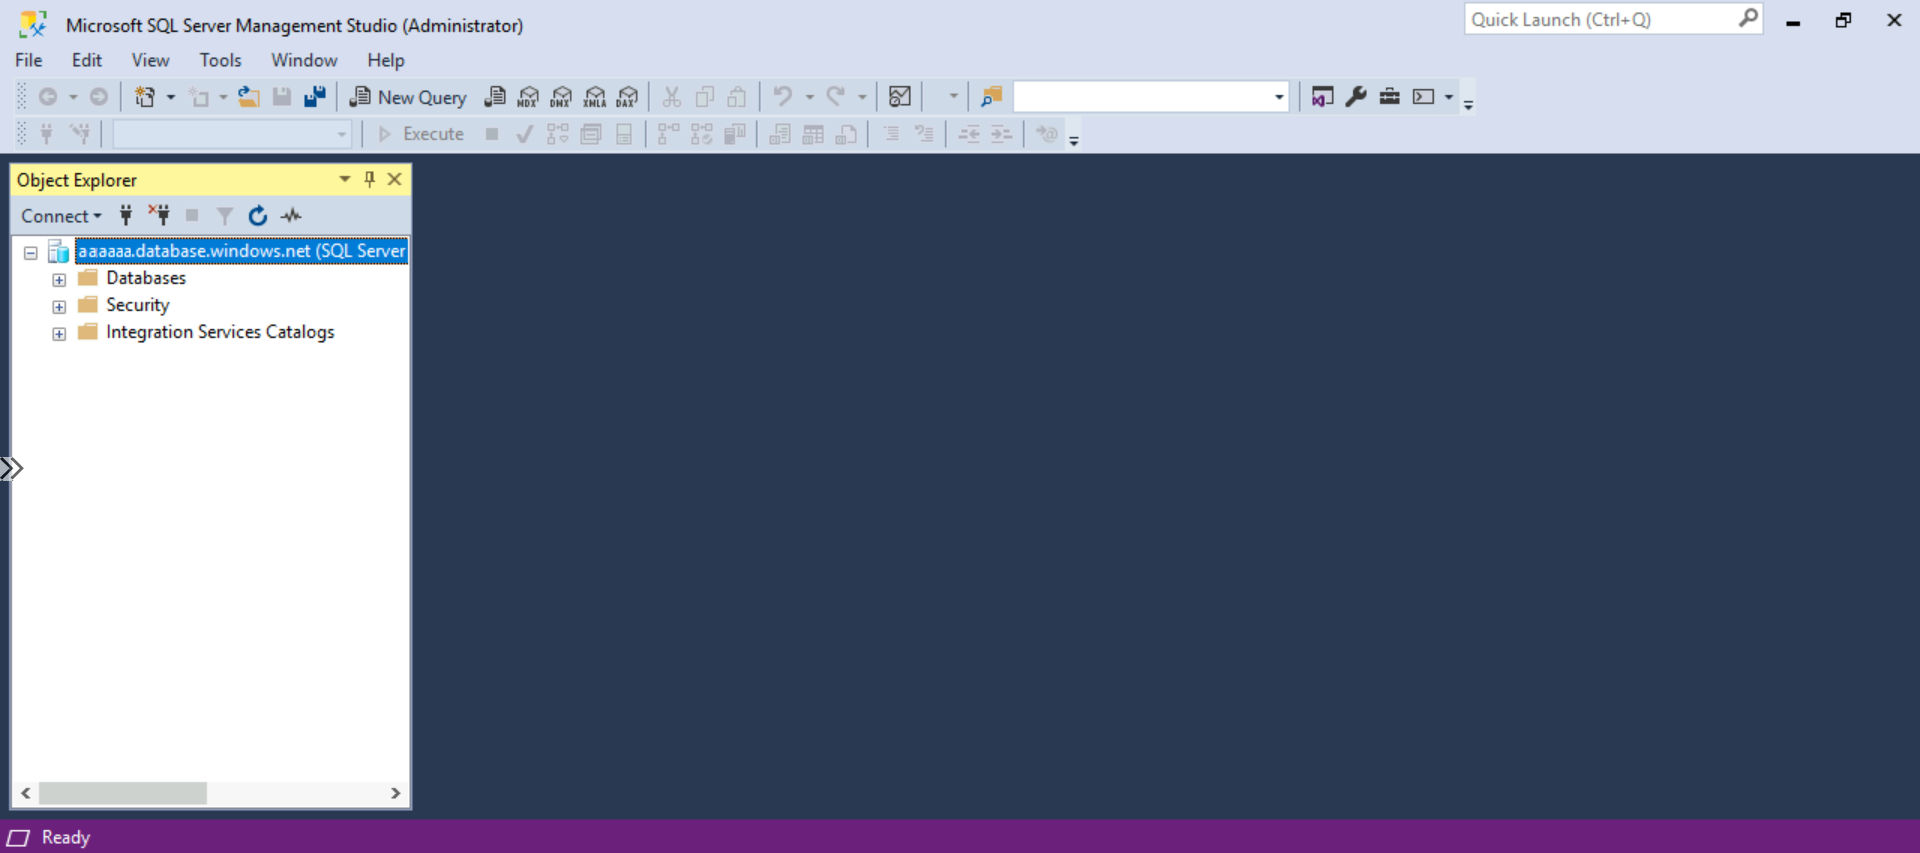 Microsoft SQL Server Management Studio (Administrator)
Quick Launch (Ctrl+Q)
File Edit View Tools Window Help
New Query MDX DMX XMLA DAX
Execute
Object Explorer
Connect
aaaaaa.database.windows.net (SQL Server
Databases
Security
Integration Services Catalogs
Ready